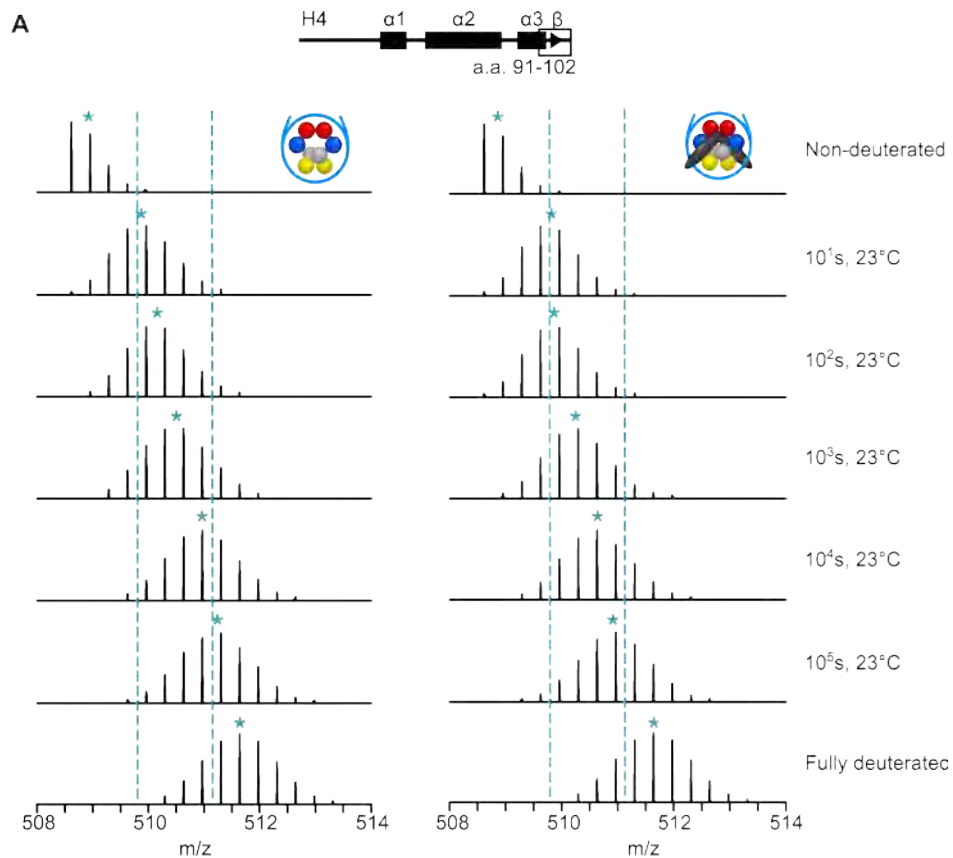 A
H4 α1 α2 α3 β
a.a. 91-102
Non-deuterated
10¹s, 23°C
10²s, 23°C
10³s, 23°C
10⁴s, 23°C
10⁵s, 23°C
Fully deuterated
508 510 512 514 508 510 512 514
m/z m/z